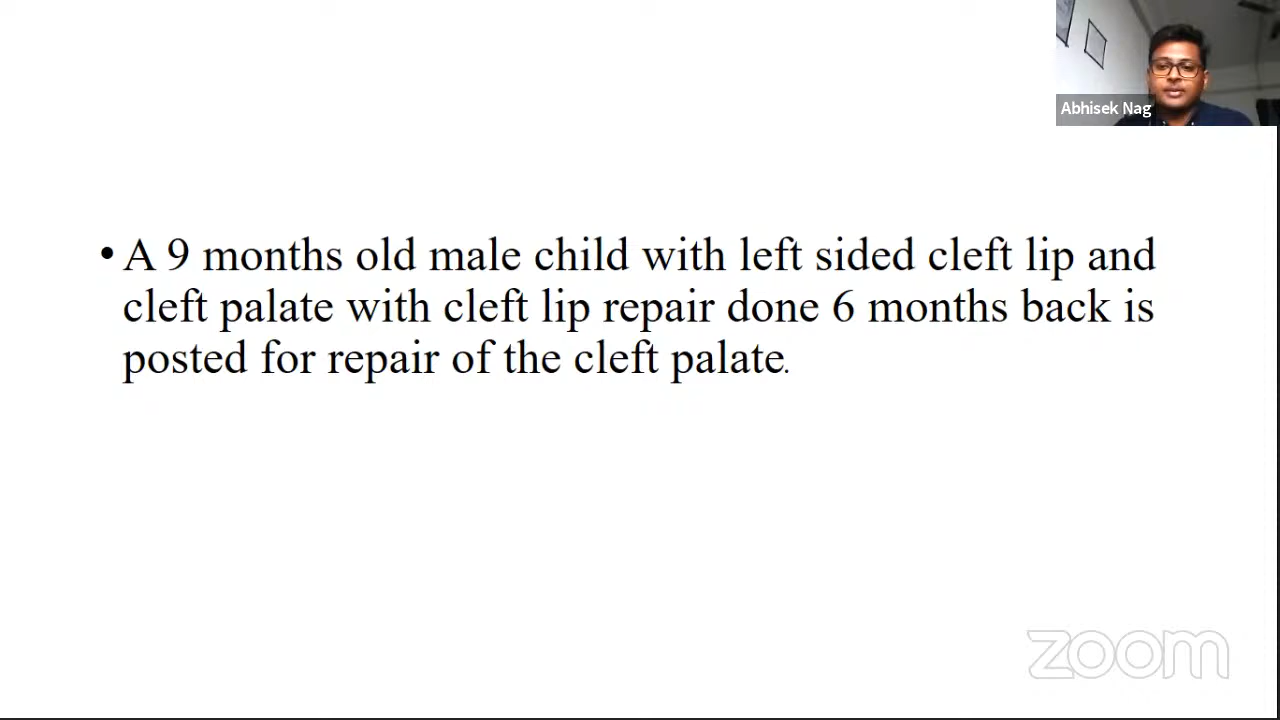 Abhisek Nag
• A 9 months old male child with left sided cleft lip and
cleft palate with cleft lip repair done 6 months back is
posted for repair of the cleft palate.
zoom